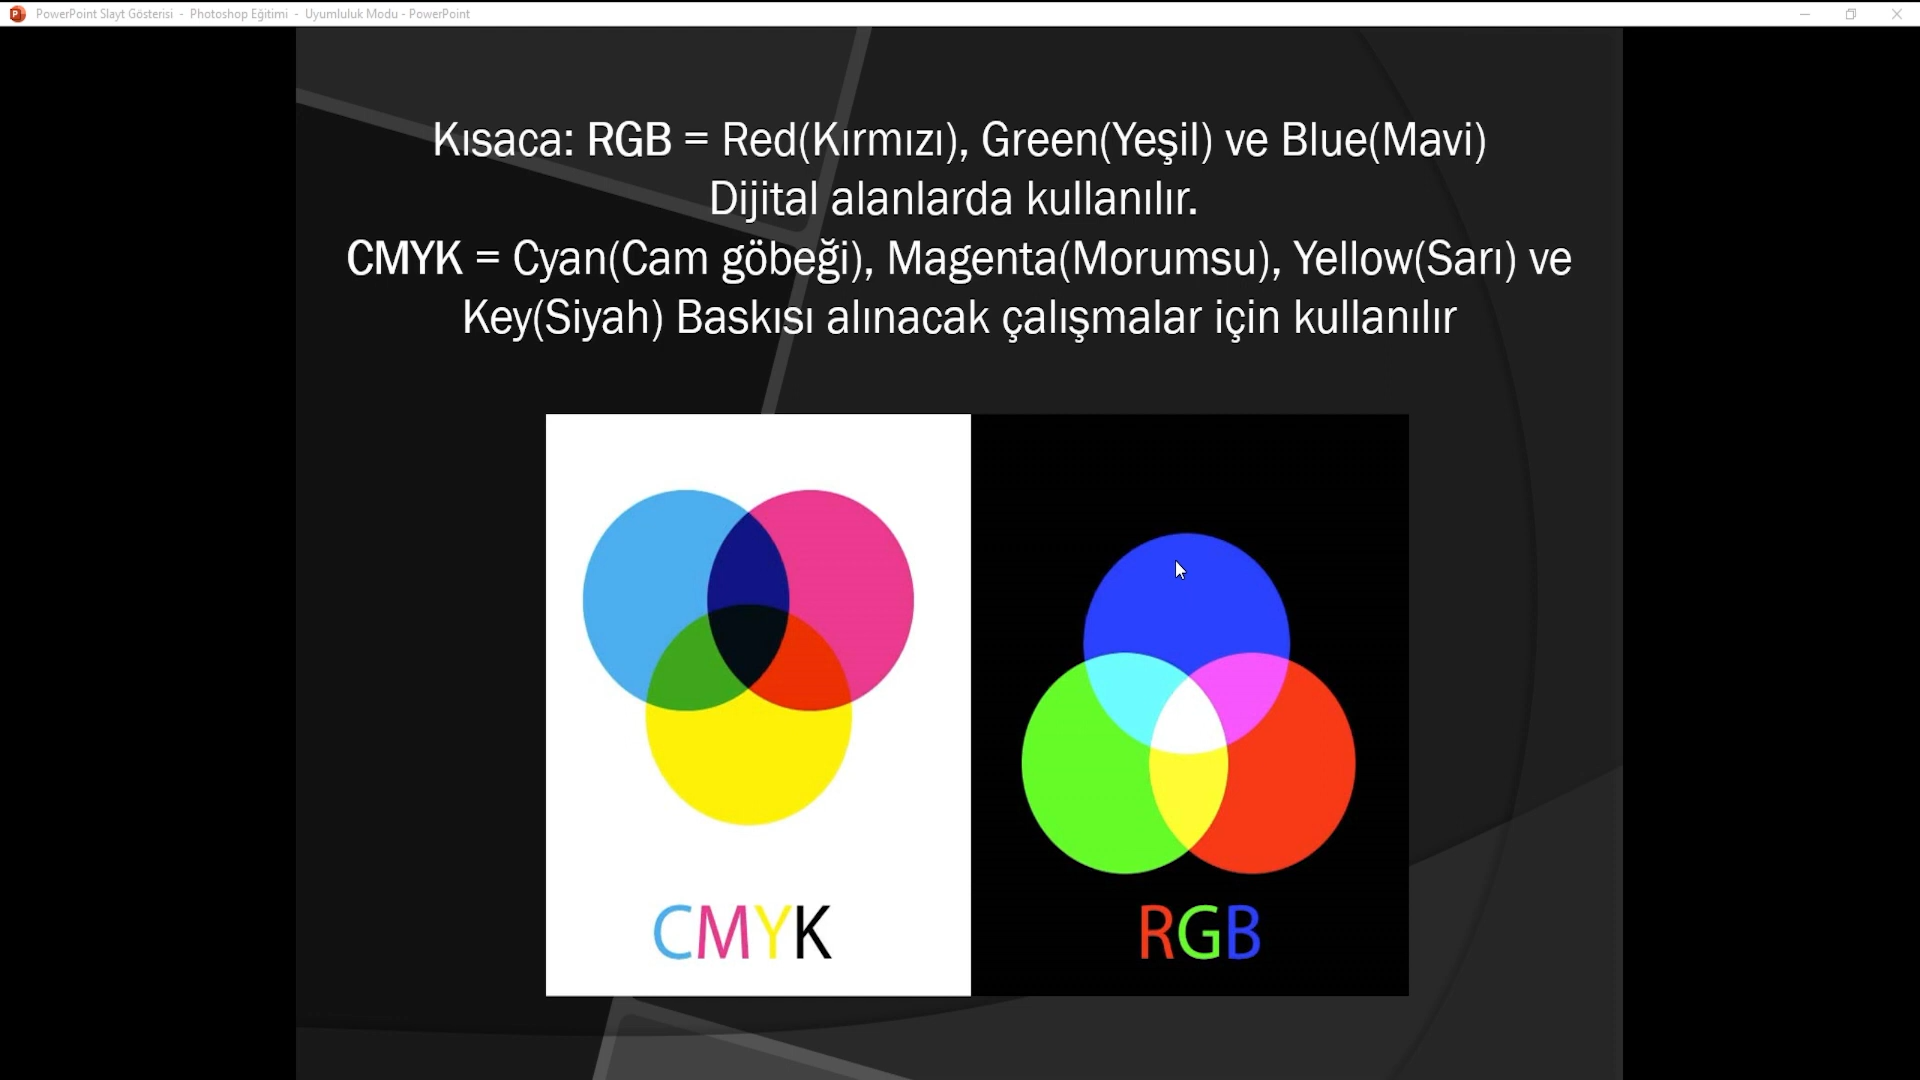 PowerPoint Slayt Gösterisi - Photoshop Eğitimi - Uyumluluk Modu - PowerPoint
Kısaca: RGB = Red(Kırmızı), Green(Yeşil) ve Blue(Mavi)
Dijital alanlarda kullanılır.
CMYK = Cyan(Cam göbeği), Magenta(Morumsu), Yellow(Sarı) ve
Key(Siyah) Baskısı alınacak çalışmalar için kullanılır
CMYK
RGB